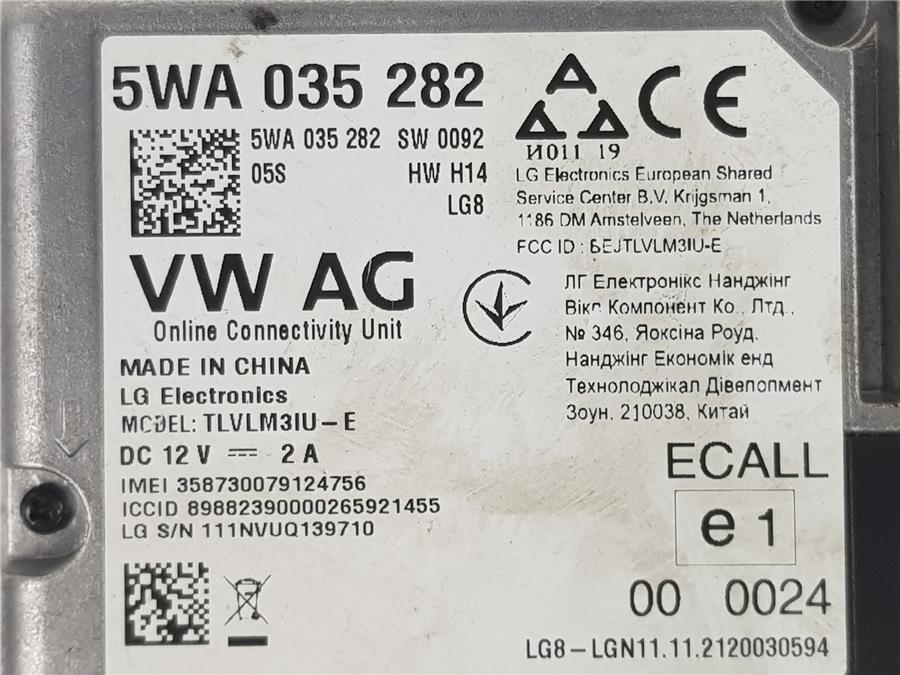 5WA 035 282
5WA 035 282 SW 0092
05S HW H14
LG8
VW AG
Online Connectivity Unit
MADE IN CHINA
LG Electronics
MODEL: TLVLM3IU-E
DC 12 V ⎓ 2 A
IMEI 358730079124756
ICCID 89882390000265921455
LG S/N 111NVUQ139710
CE
И011 19
LG Electronics European Shared
Service Center B.V. Krijgsman 1,
1186 DM Amstelveen, The Netherlands
FCC ID : BEJTLVLM3IU-E
ЛГ Електронікс Нанджінг
Вікл Компонент Ко., Лтд.,
№ 346, Яоксіна Роуд,
Нанджінг Економік енд
Технолоджікал Дівелопмент
Зоун, 210038, Китай
ECALL
e1
00 0024
LG8-LGN11.11.2120030594